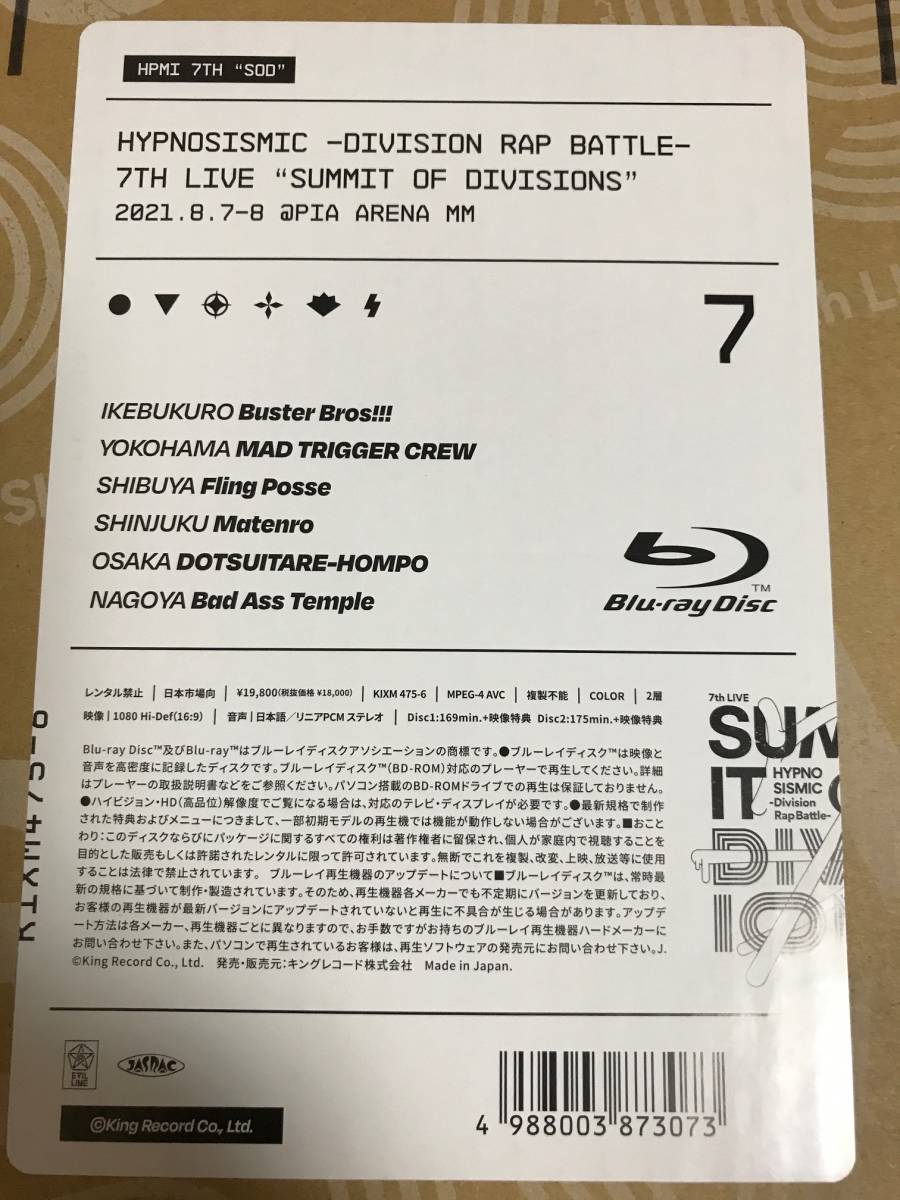 HPMI 7TH “SOD”
HYPNOSISMIC -DIVISION RAP BATTLE-
7TH LIVE “SUMMIT OF DIVISIONS”
2021.8.7-8 @PIA ARENA MM
7
IKEBUKURO Buster Bros!!!
YOKOHAMA MAD TRIGGER CREW
SHIBUYA Fling Posse
SHINJUKU Matenro
OSAKA DOTSUITARE-HOMPO
NAGOYA Bad Ass Temple
Blu-ray Disc™
レンタル禁止 | 日本市場向 | ¥19,800(税抜価格 ¥18,000) | KIXM 475-6 | MPEG-4 AVC | 複製不能 | COLOR | 2層
映像 | 1080 Hi-Def(16:9) | 音声 | 日本語／リニアPCM ステレオ | Disc1:169min.+映像特典 Disc2:175min.+映像特典
Blu-ray Disc™及びBlu-ray™はブルーレイディスクアソシエーションの商標です。●ブルーレイディスク™は映像と
音声を高密度に記録したディスクです。ブルーレイディスク™(BD-ROM)対応のプレーヤーで再生してください。詳細
はプレーヤーの取扱説明書などをご参照ください。パソコン搭載のBD-ROMドライブでの再生は保証しておりません。
●ハイビジョン・HD(高品位)解像度でご覧になる場合は、対応のテレビ・ディスプレイが必要です。●最新規格で制作
された特典およびメニューにつきまして、一部初期モデルの再生機では機能が動作しない場合がございます。■おこと
わり:このディスクならびにパッケージに関するすべての権利は著作権者に留保され、個人が家庭内で視聴することを
目的とした販売もしくは許諾されたレンタルに限って許可されています。無断でこれを複製、改変、上映、放送等に使用
することは法律で禁止されています。 ブルーレイ再生機器のアップデートについて■ブルーレイディスク™は、常時最
新の規格に基づいて制作・製造されています。そのため、再生機器各メーカーでも不定期にバージョンを更新しており、
お客様の再生機器が最新バージョンにアップデートされていないと再生に不具合が生じる場合があります。アップデ
ート方法は各メーカー、再生機器ごとに異なりますので、お手数ですがお持ちのブルーレイ再生機器ハードメーカーに
お問い合わせ下さい。また、パソコンで再生されているお客様は、再生ソフトウェアの発売元にお問い合わせ下さい。J.
©King Record Co., Ltd. 発売・販売元:キングレコード株式会社 Made in Japan.
7th LIVE
SUM
IT
HYPNO
SISMIC
-Division
Rap Battle-
DIV
IO
KIXM475-6
EVIL
LINE
JASRAC
©King Record Co., Ltd.
4 988003 873073